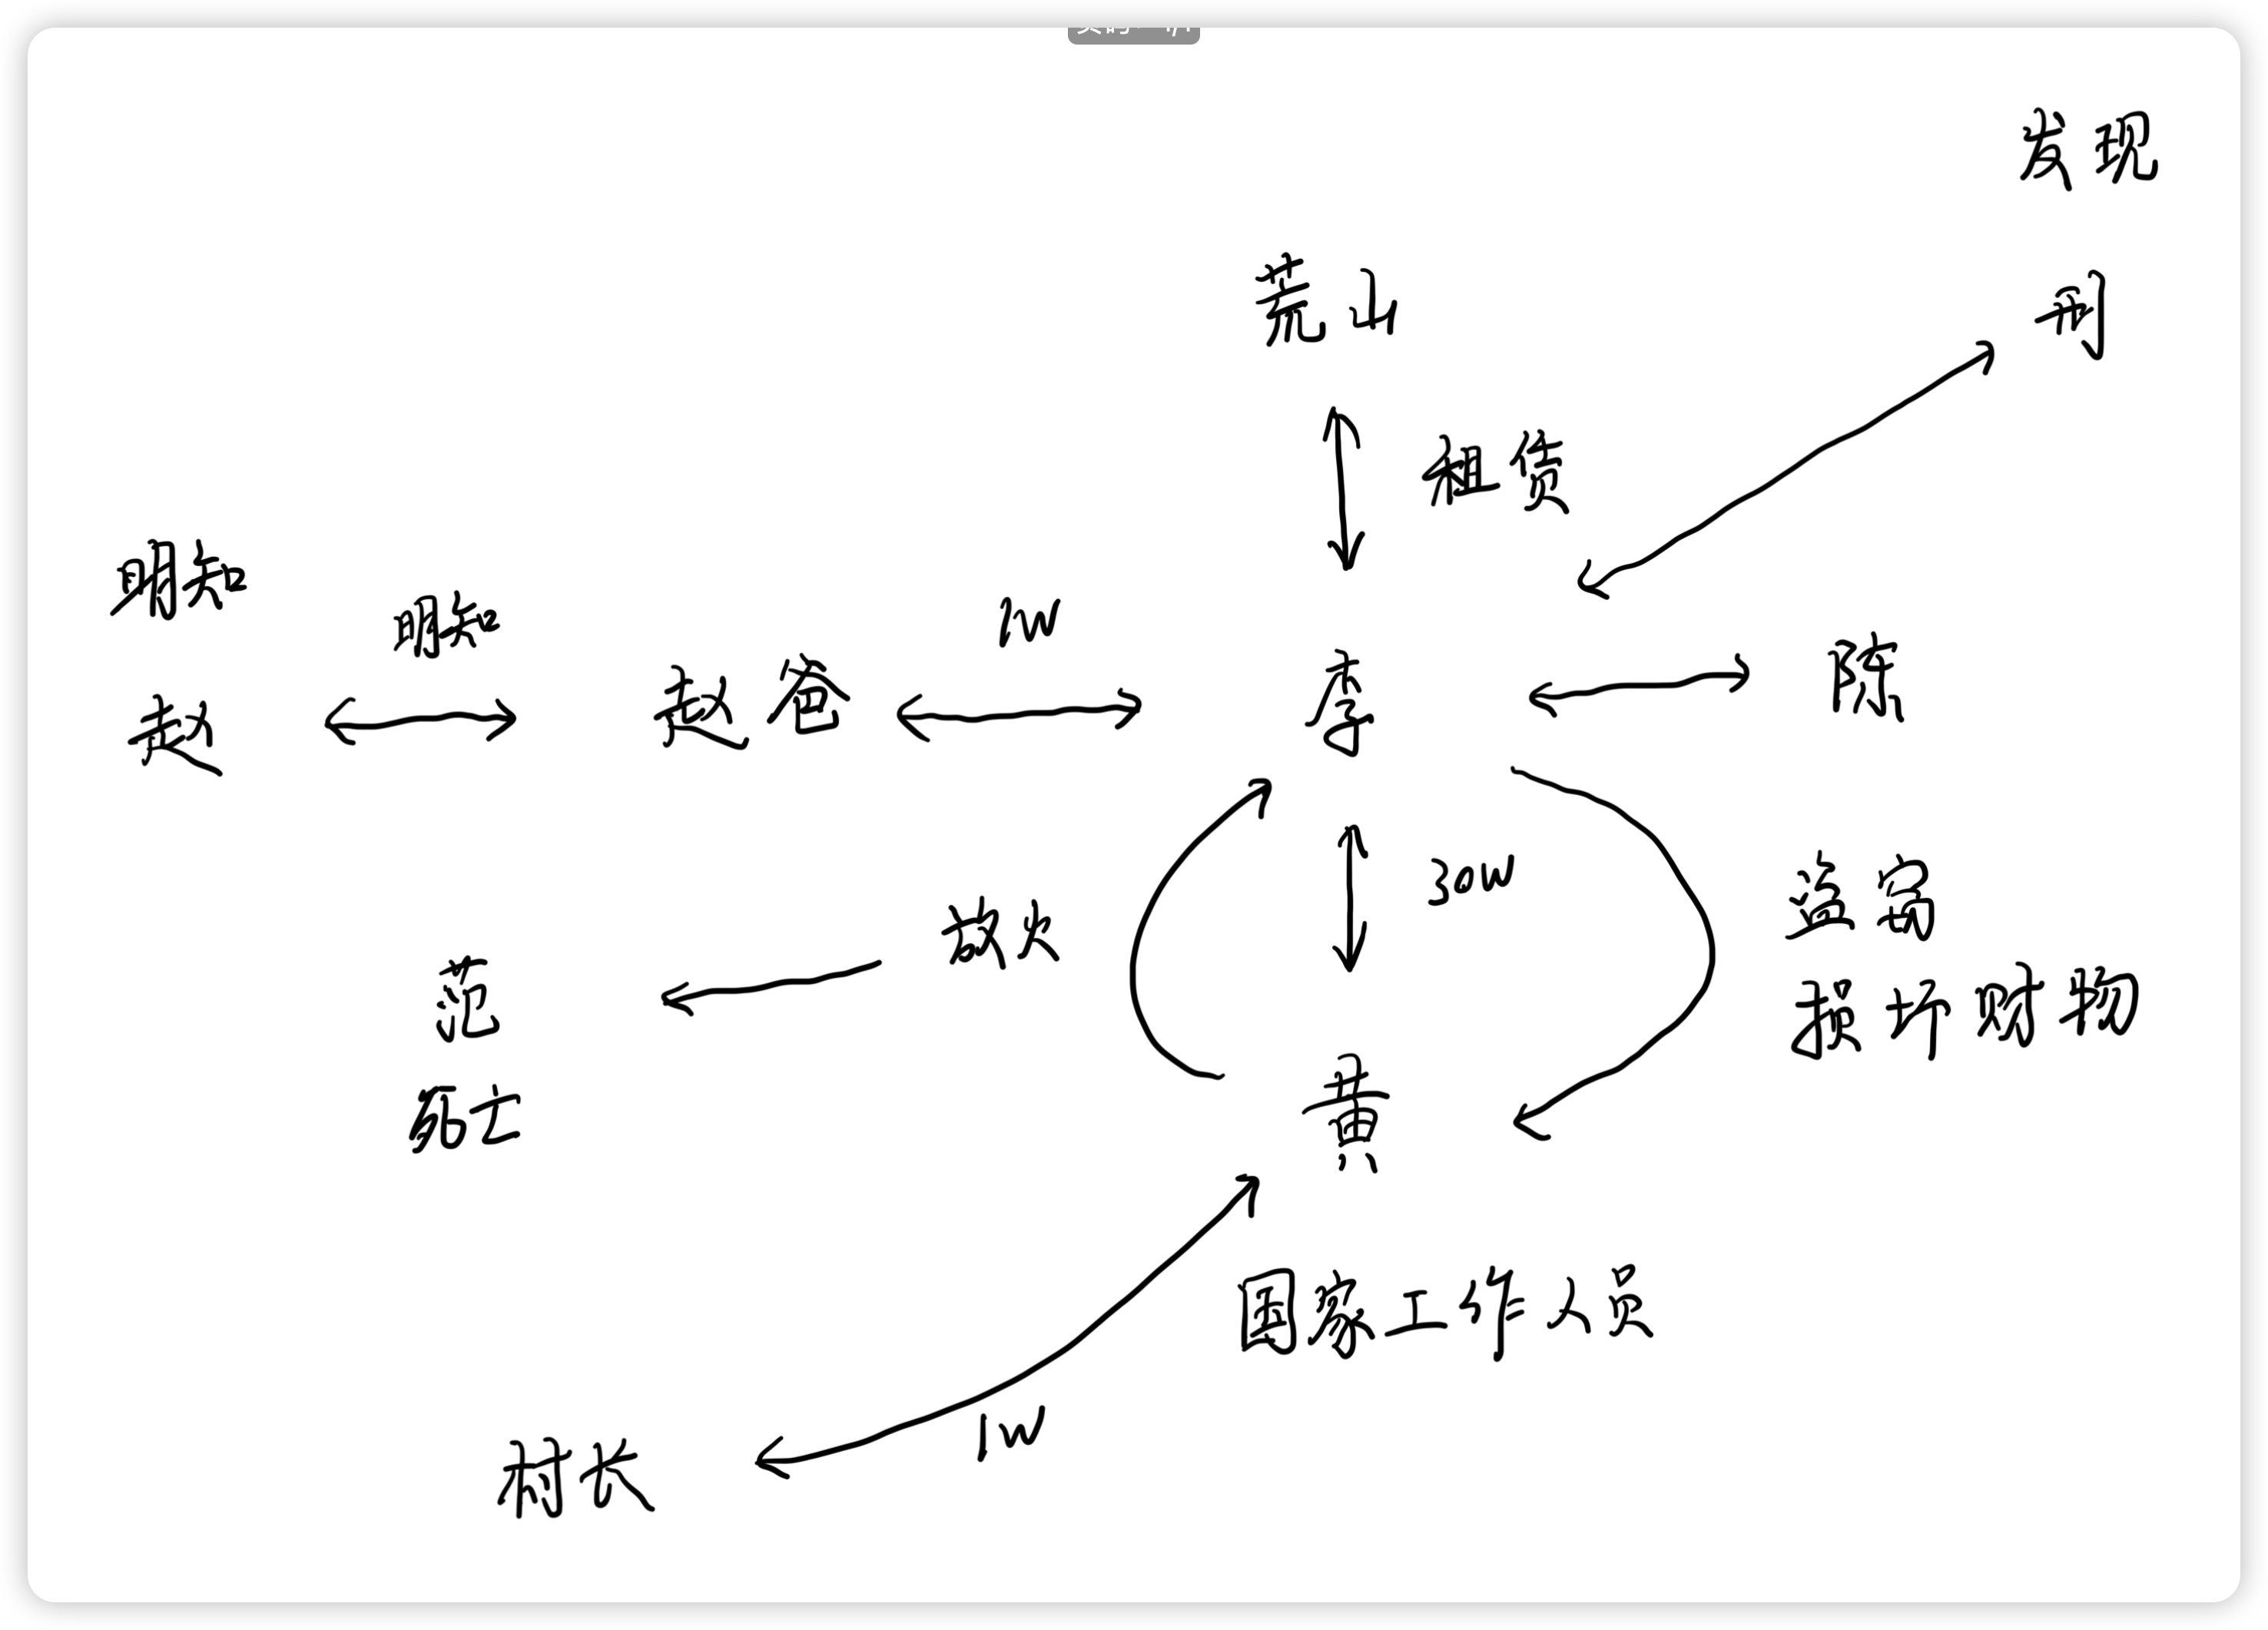 发现
荒山
刑
租赁
明知
明知
1W
赵
赵爸
李
陈
30W
放火
盗窃
范
损坏财物
死亡
黄
国家工作人员
1W
村长